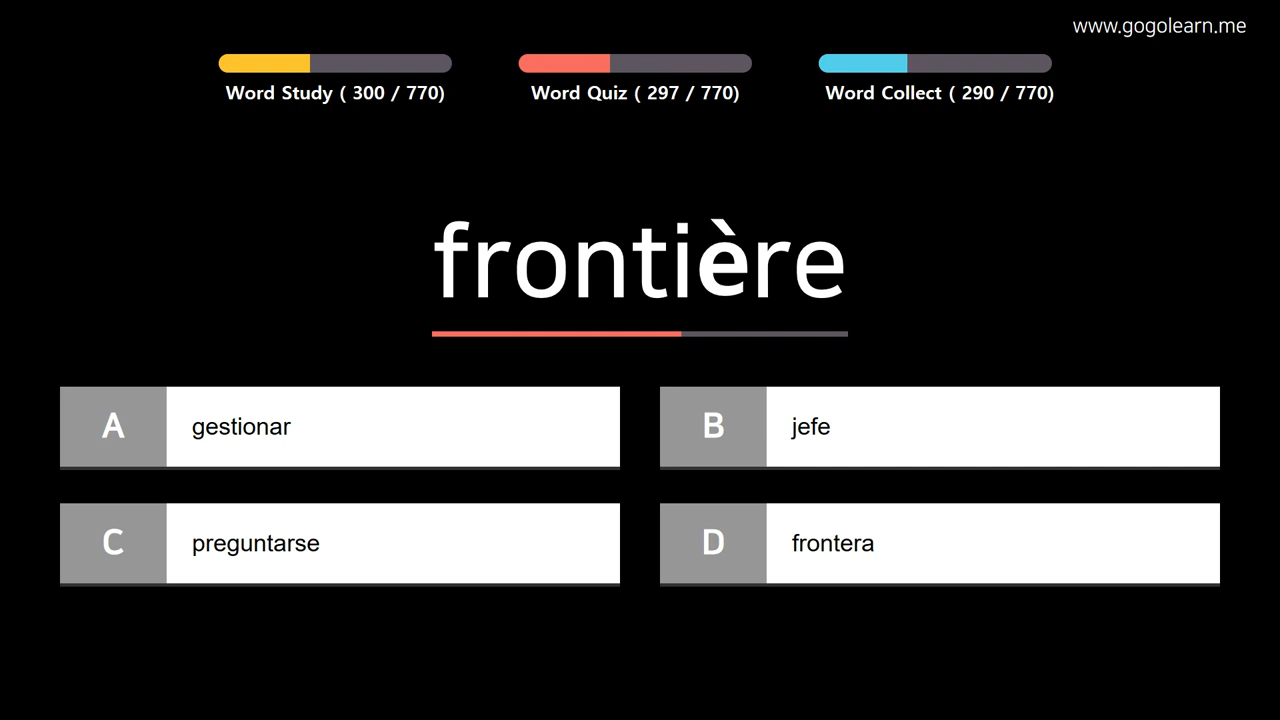 www.gogolearn.me
Word Study ( 300 / 770)
Word Quiz ( 297 / 770)
Word Collect ( 290 / 770)
frontière
A gestionar
B jefe
C preguntarse
D frontera